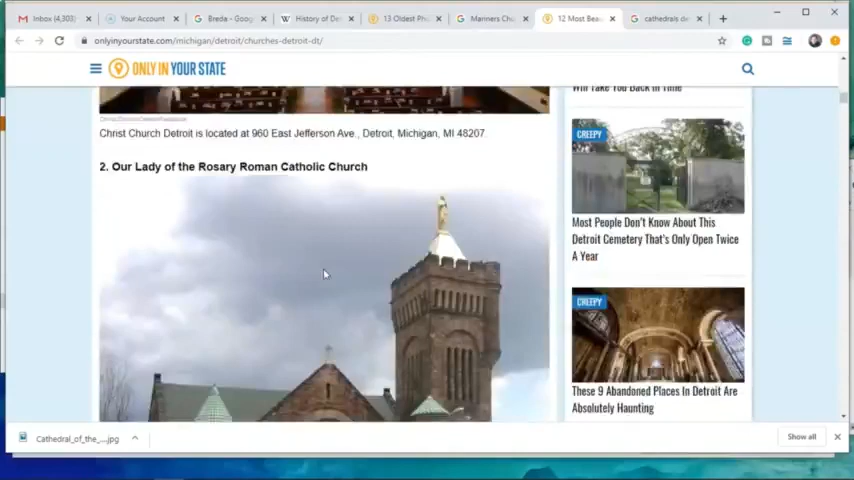 Inbox (4,303)
Your Account
Breda - Goog
History of De
13 Oldest Ph
Manners Chu
12 Most Bea
cathedrals de
onlyinyourstate.com/michigan/detroit/churches-detroit-dt/
ONLY IN YOUR STATE
Will Take You Back In Time
Christ Church Detroit is located at 960 East Jefferson Ave., Detroit, Michigan, MI 48207.
2. Our Lady of the Rosary Roman Catholic Church
CREEPY
Most People Don't Know About This
Detroit Cemetery That's Only Open Twice
A Year
CREEPY
These 9 Abandoned Places In Detroit Are
Absolutely Haunting
Cathedral_of_the_....jpg
Show all